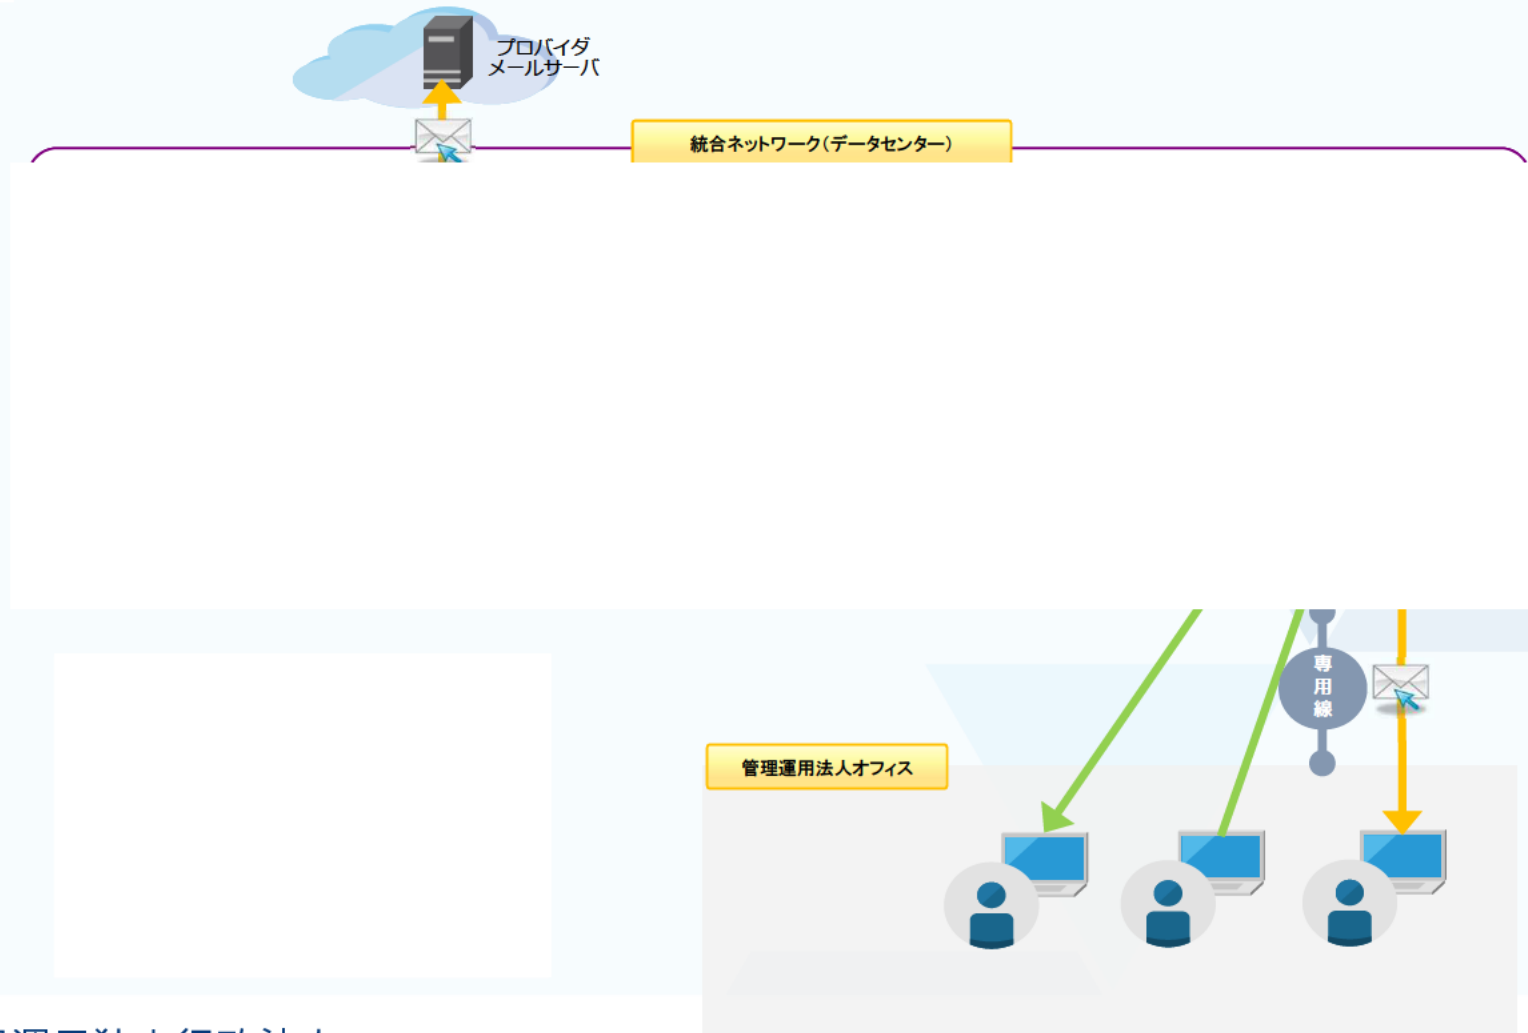 プロバイダ
メールサーバ
統合ネットワーク(データセンター)
専
用
線
管理運用法人オフィス